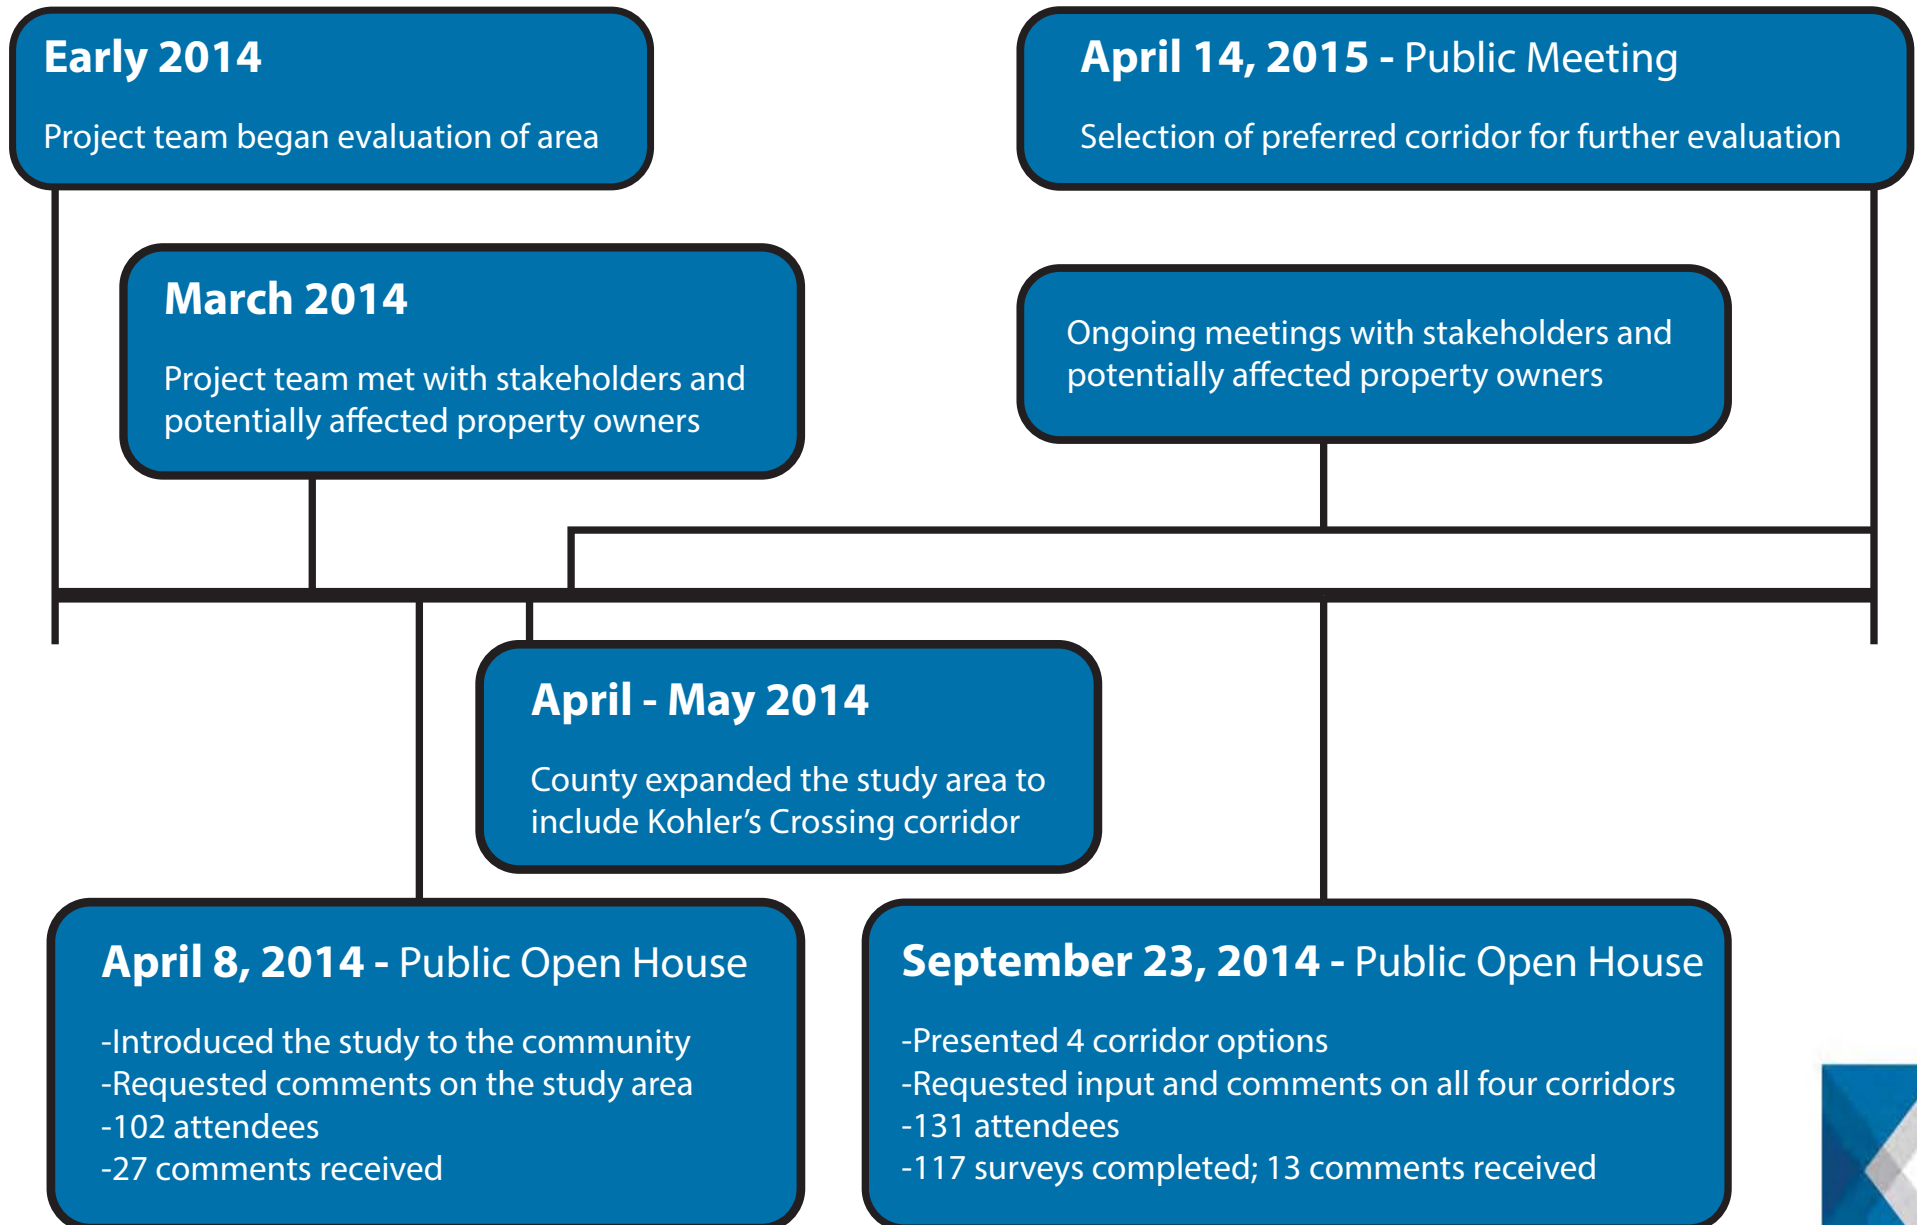 Early 2014
Project team began evaluation of area
April 14, 2015 - Public Meeting
Selection of preferred corridor for further evaluation
March 2014
Project team met with stakeholders and
potentially affected property owners
Ongoing meetings with stakeholders and
potentially affected property owners
April - May 2014
County expanded the study area to
include Kohler’s Crossing corridor
April 8, 2014 - Public Open House
-Introduced the study to the community
-Requested comments on the study area
-102 attendees
-27 comments received
September 23, 2014 - Public Open House
-Presented 4 corridor options
-Requested input and comments on all four corridors
-131 attendees
-117 surveys completed; 13 comments received